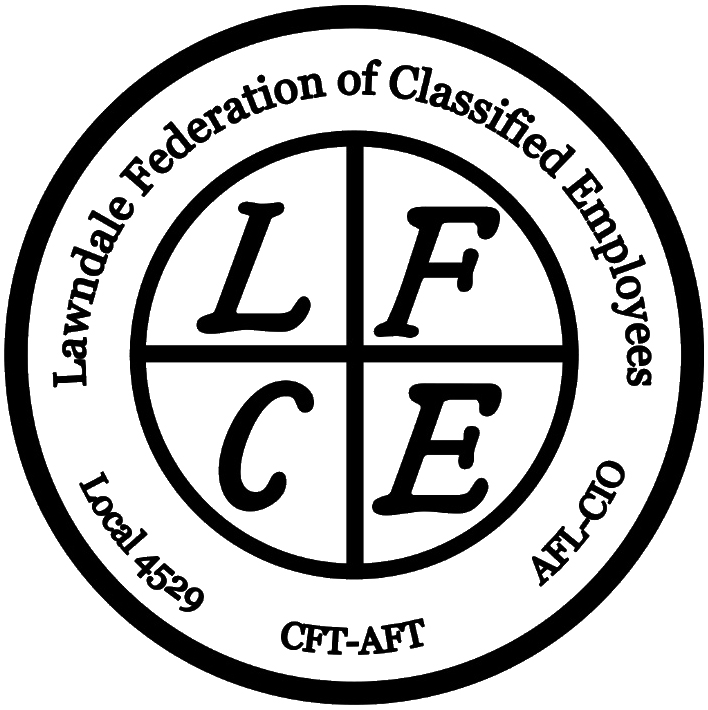 Lawndale Federation of Classified Employees
L F
C E
Local 4529
CFT-AFT
AFL-CIO